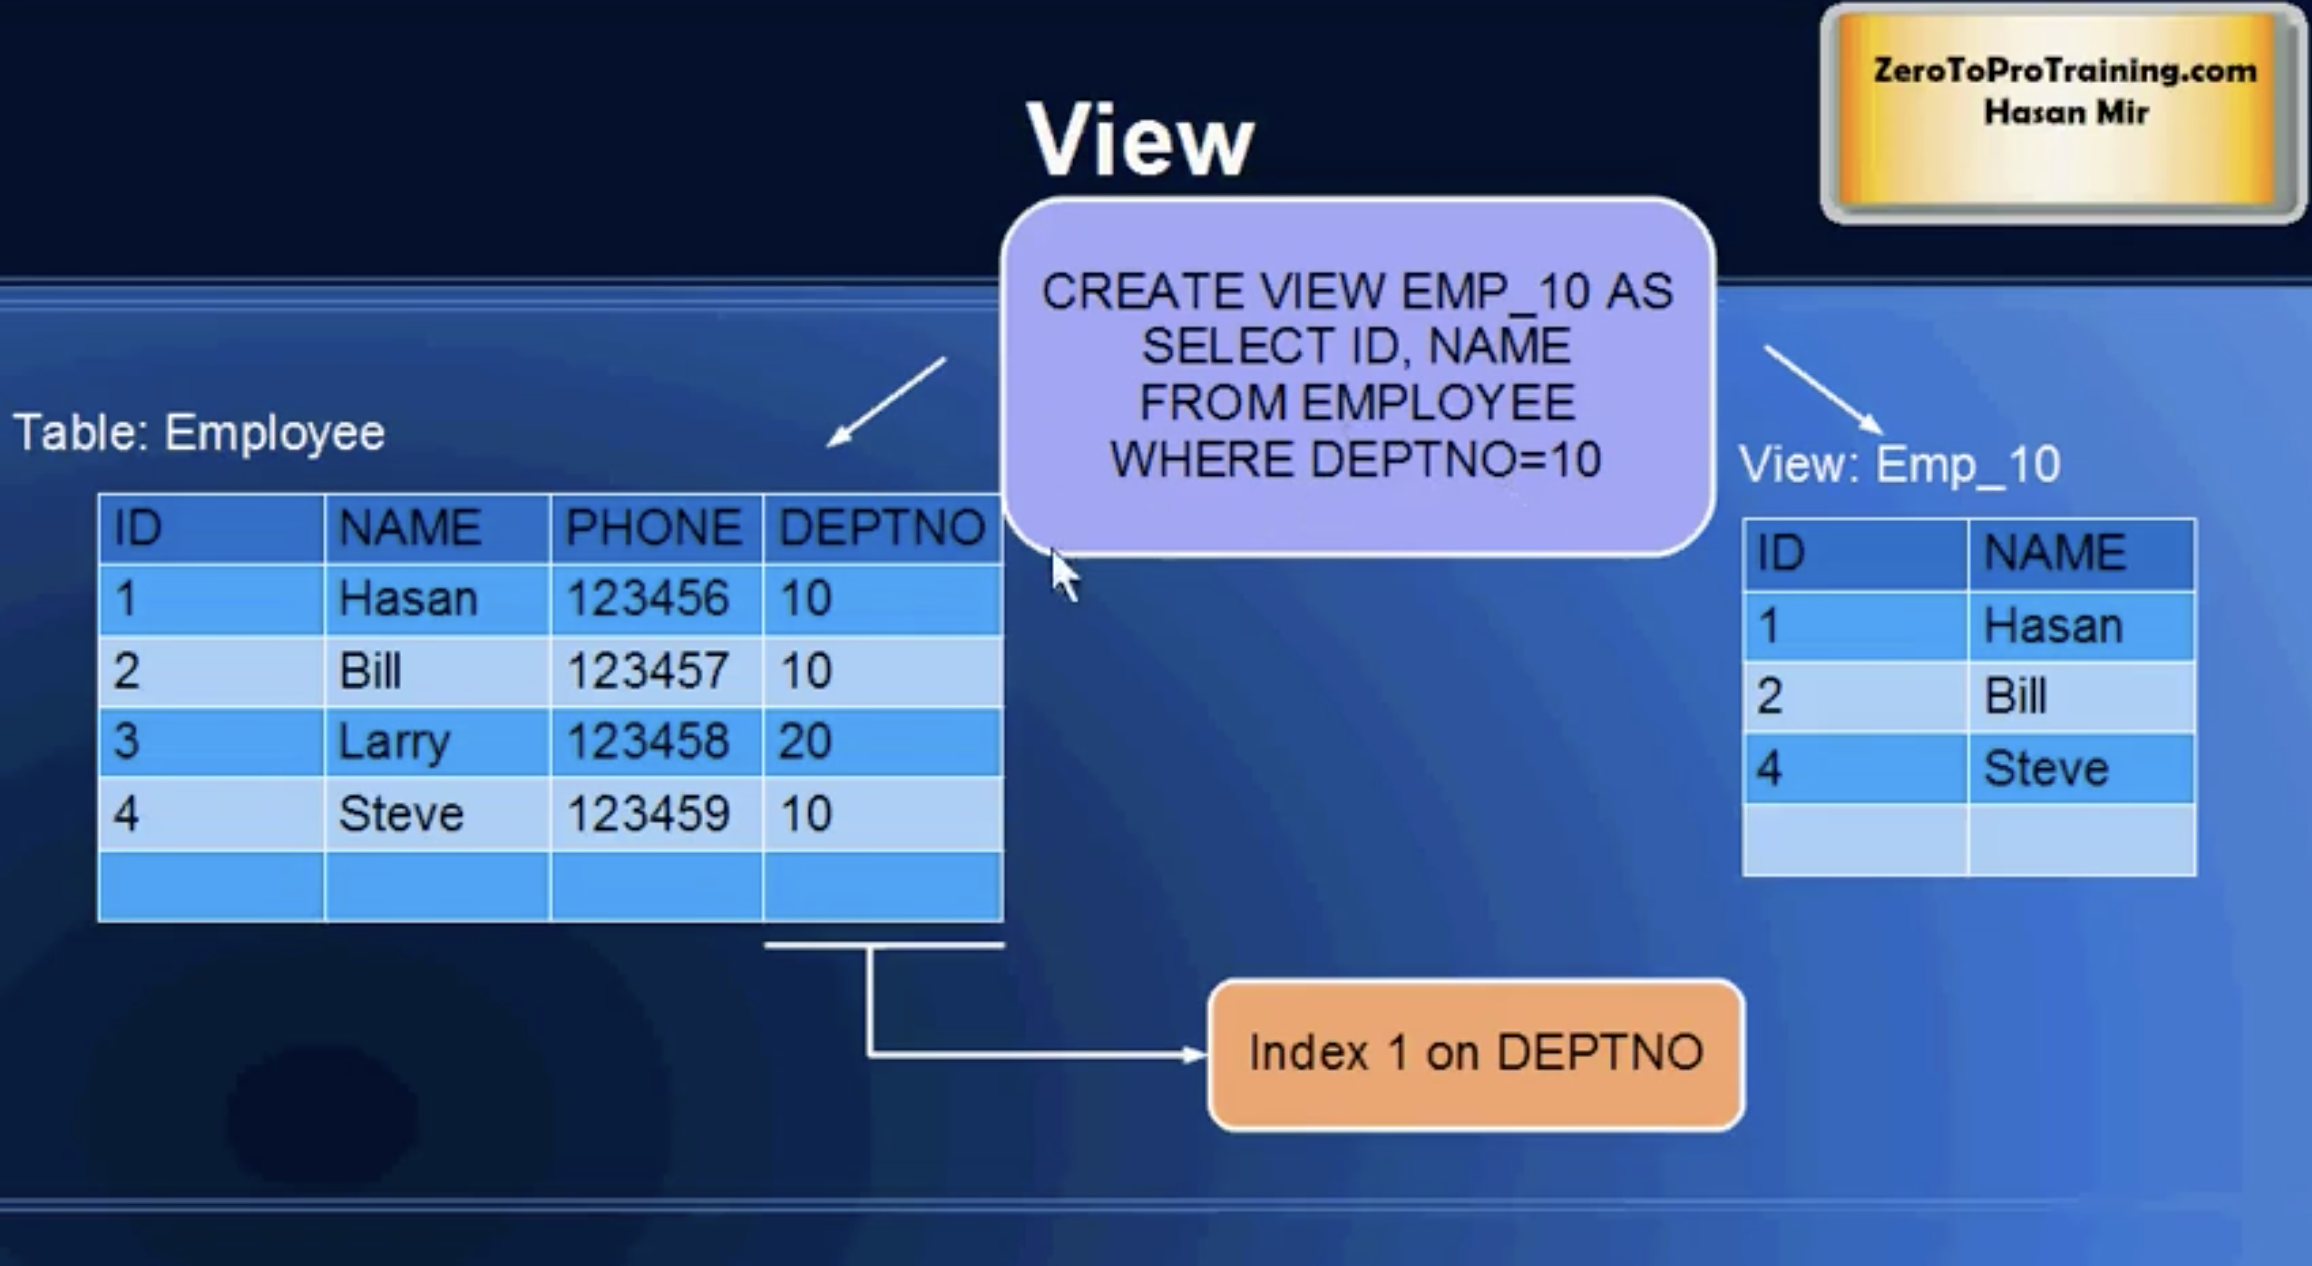 ZeroToProTraining.com
Hasan Mir
View
CREATE VIEW EMP_10 AS
SELECT ID, NAME
FROM EMPLOYEE
WHERE DEPTNO=10
Table: Employee
ID NAME PHONE DEPTNO
1 Hasan 123456 10
2 Bill 123457 10
3 Larry 123458 20
4 Steve 123459 10
View: Emp_10
ID NAME
1 Hasan
2 Bill
4 Steve
Index 1 on DEPTNO